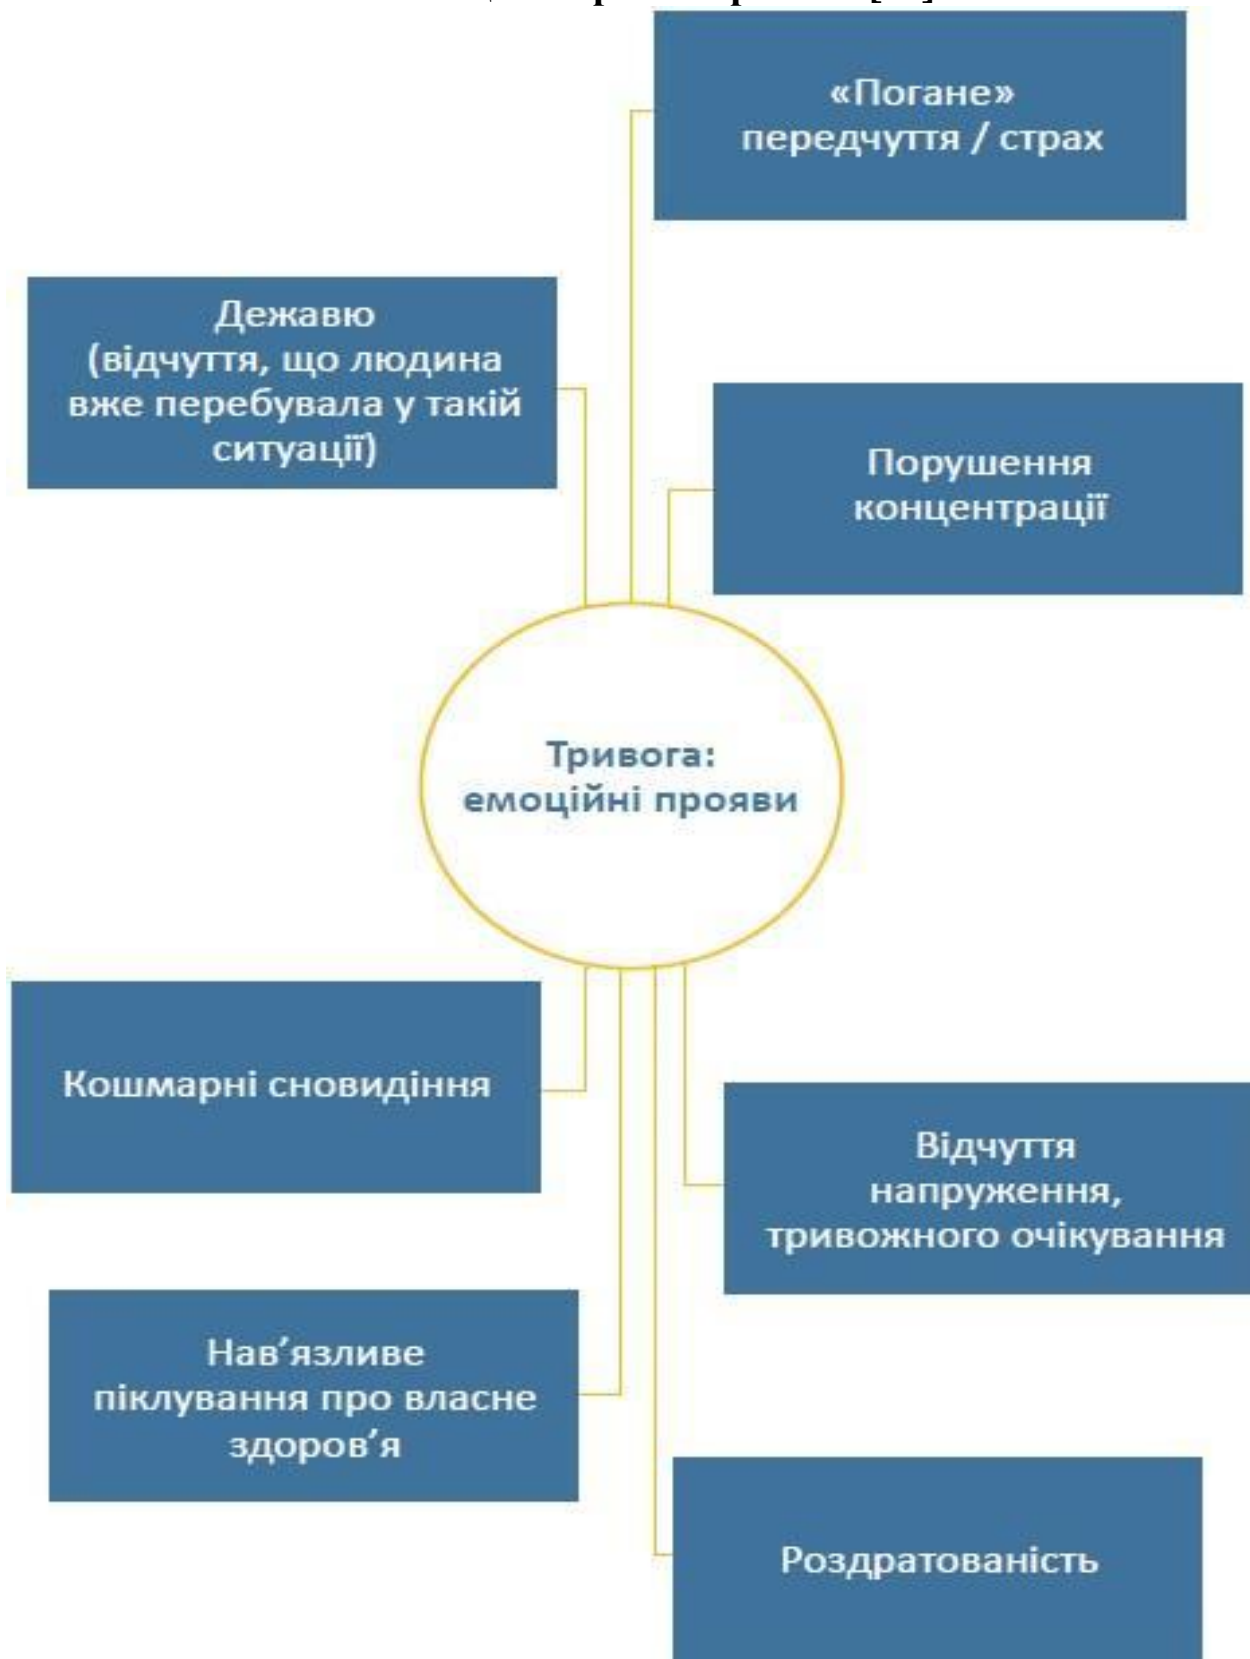 «Погане»
передчуття / страх
Дежавю
(відчуття, що людина
вже перебувала у такій
ситуації)
Порушення
концентрації
Тривога:
емоційні прояви
Кошмарні сновидіння
Відчуття
напруження,
тривожного очікування
Нав’язливе
піклування про власне
здоров’я
Роздратованість